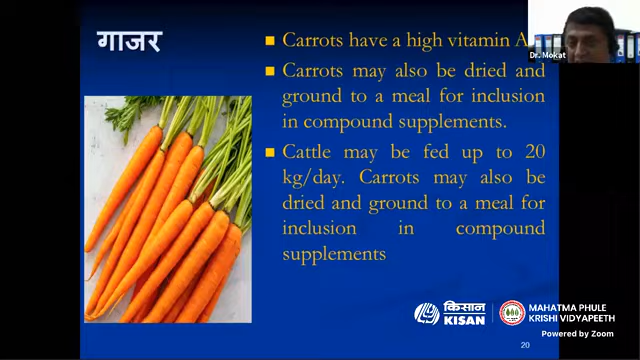 गाजर
Carrots have a high vitamin A
Carrots may also be dried and
ground to a meal for inclusion
in compound supplements.
Cattle may be fed up to 20
kg/day. Carrots may also be
dried and ground to a meal for
inclusion in compound
supplements
Dr. Mokat
किसान
KISAN
MAHATMA PHULE
KRISHI VIDYAPEETH
Powered by Zoom
20